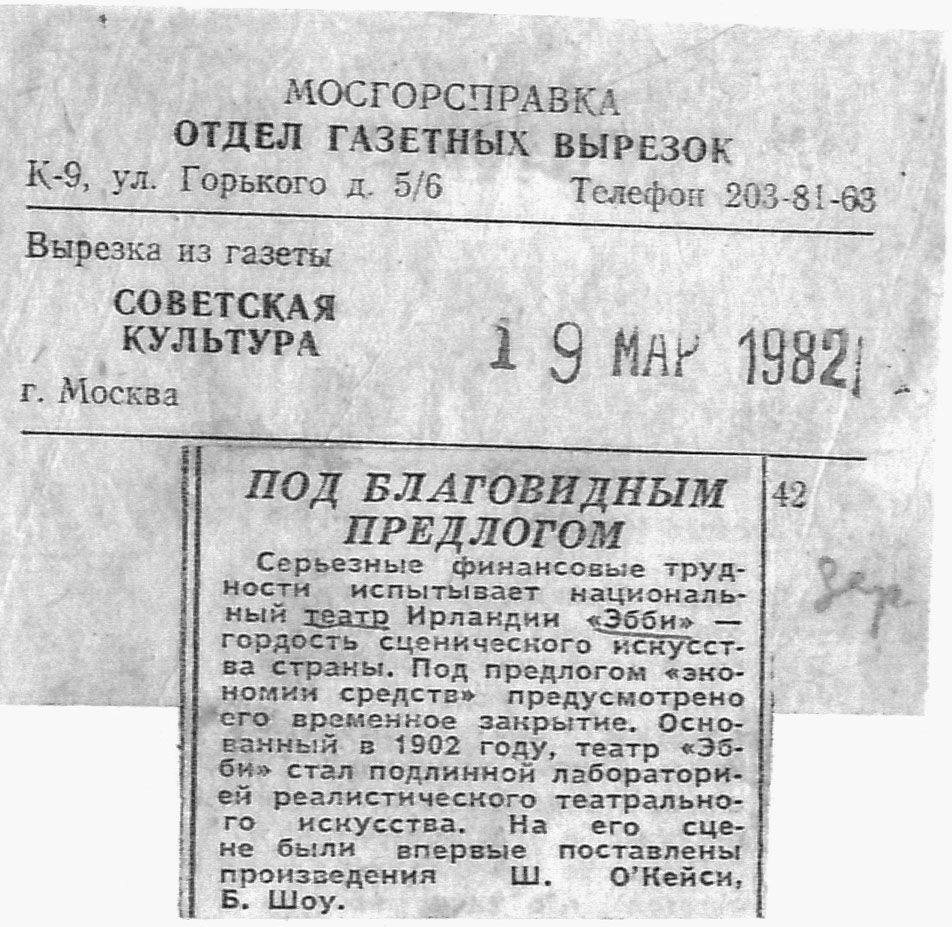 МОСГОРСПРАВКА
ОТДЕЛ ГАЗЕТНЫХ ВЫРЕЗОК
К-9, ул. Горького д. 5/6 Телефон 203-81-63
Вырезка из газеты
СОВЕТСКАЯ
КУЛЬТУРА
19 МАР 1982
г. Москва
ПОД БЛАГОВИДНЫМ
ПРЕДЛОГОМ
42
Серьезные финансовые труд-
ности испытывает националь-
ный театр Ирландии «Эбби» —
гордость сценического искусст-
ва страны. Под предлогом «эко-
номии средств» предусмотрено
его временное закрытие. Осно-
ванный в 1902 году, театр «Эб-
би» стал подлинной лаборатори-
ей реалистического театрально-
го искусства. На его сце-
не были впервые поставлены
произведения Ш. О'Кейси,
Б. Шоу.